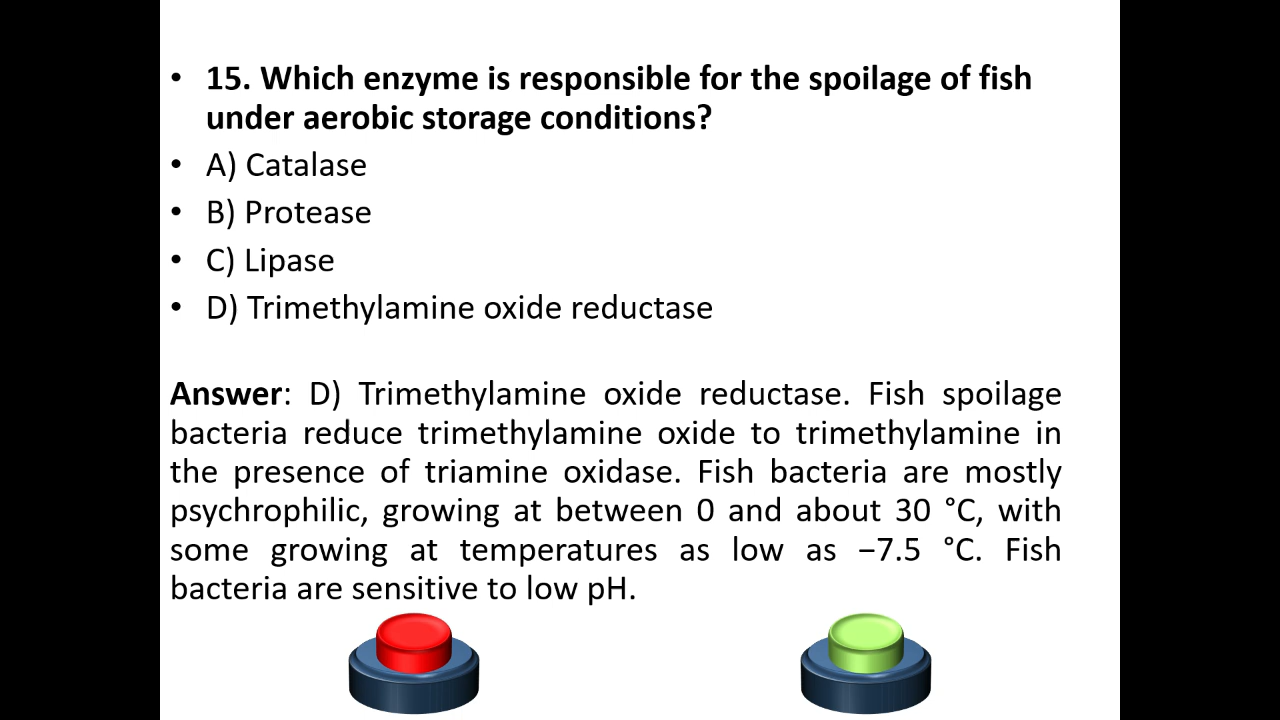 • 15. Which enzyme is responsible for the spoilage of fish
under aerobic storage conditions?
• A) Catalase
• B) Protease
• C) Lipase
• D) Trimethylamine oxide reductase
Answer: D) Trimethylamine oxide reductase. Fish spoilage
bacteria reduce trimethylamine oxide to trimethylamine in
the presence of triamine oxidase. Fish bacteria are mostly
psychrophilic, growing at between 0 and about 30 °C, with
some growing at temperatures as low as −7.5 °C. Fish
bacteria are sensitive to low pH.